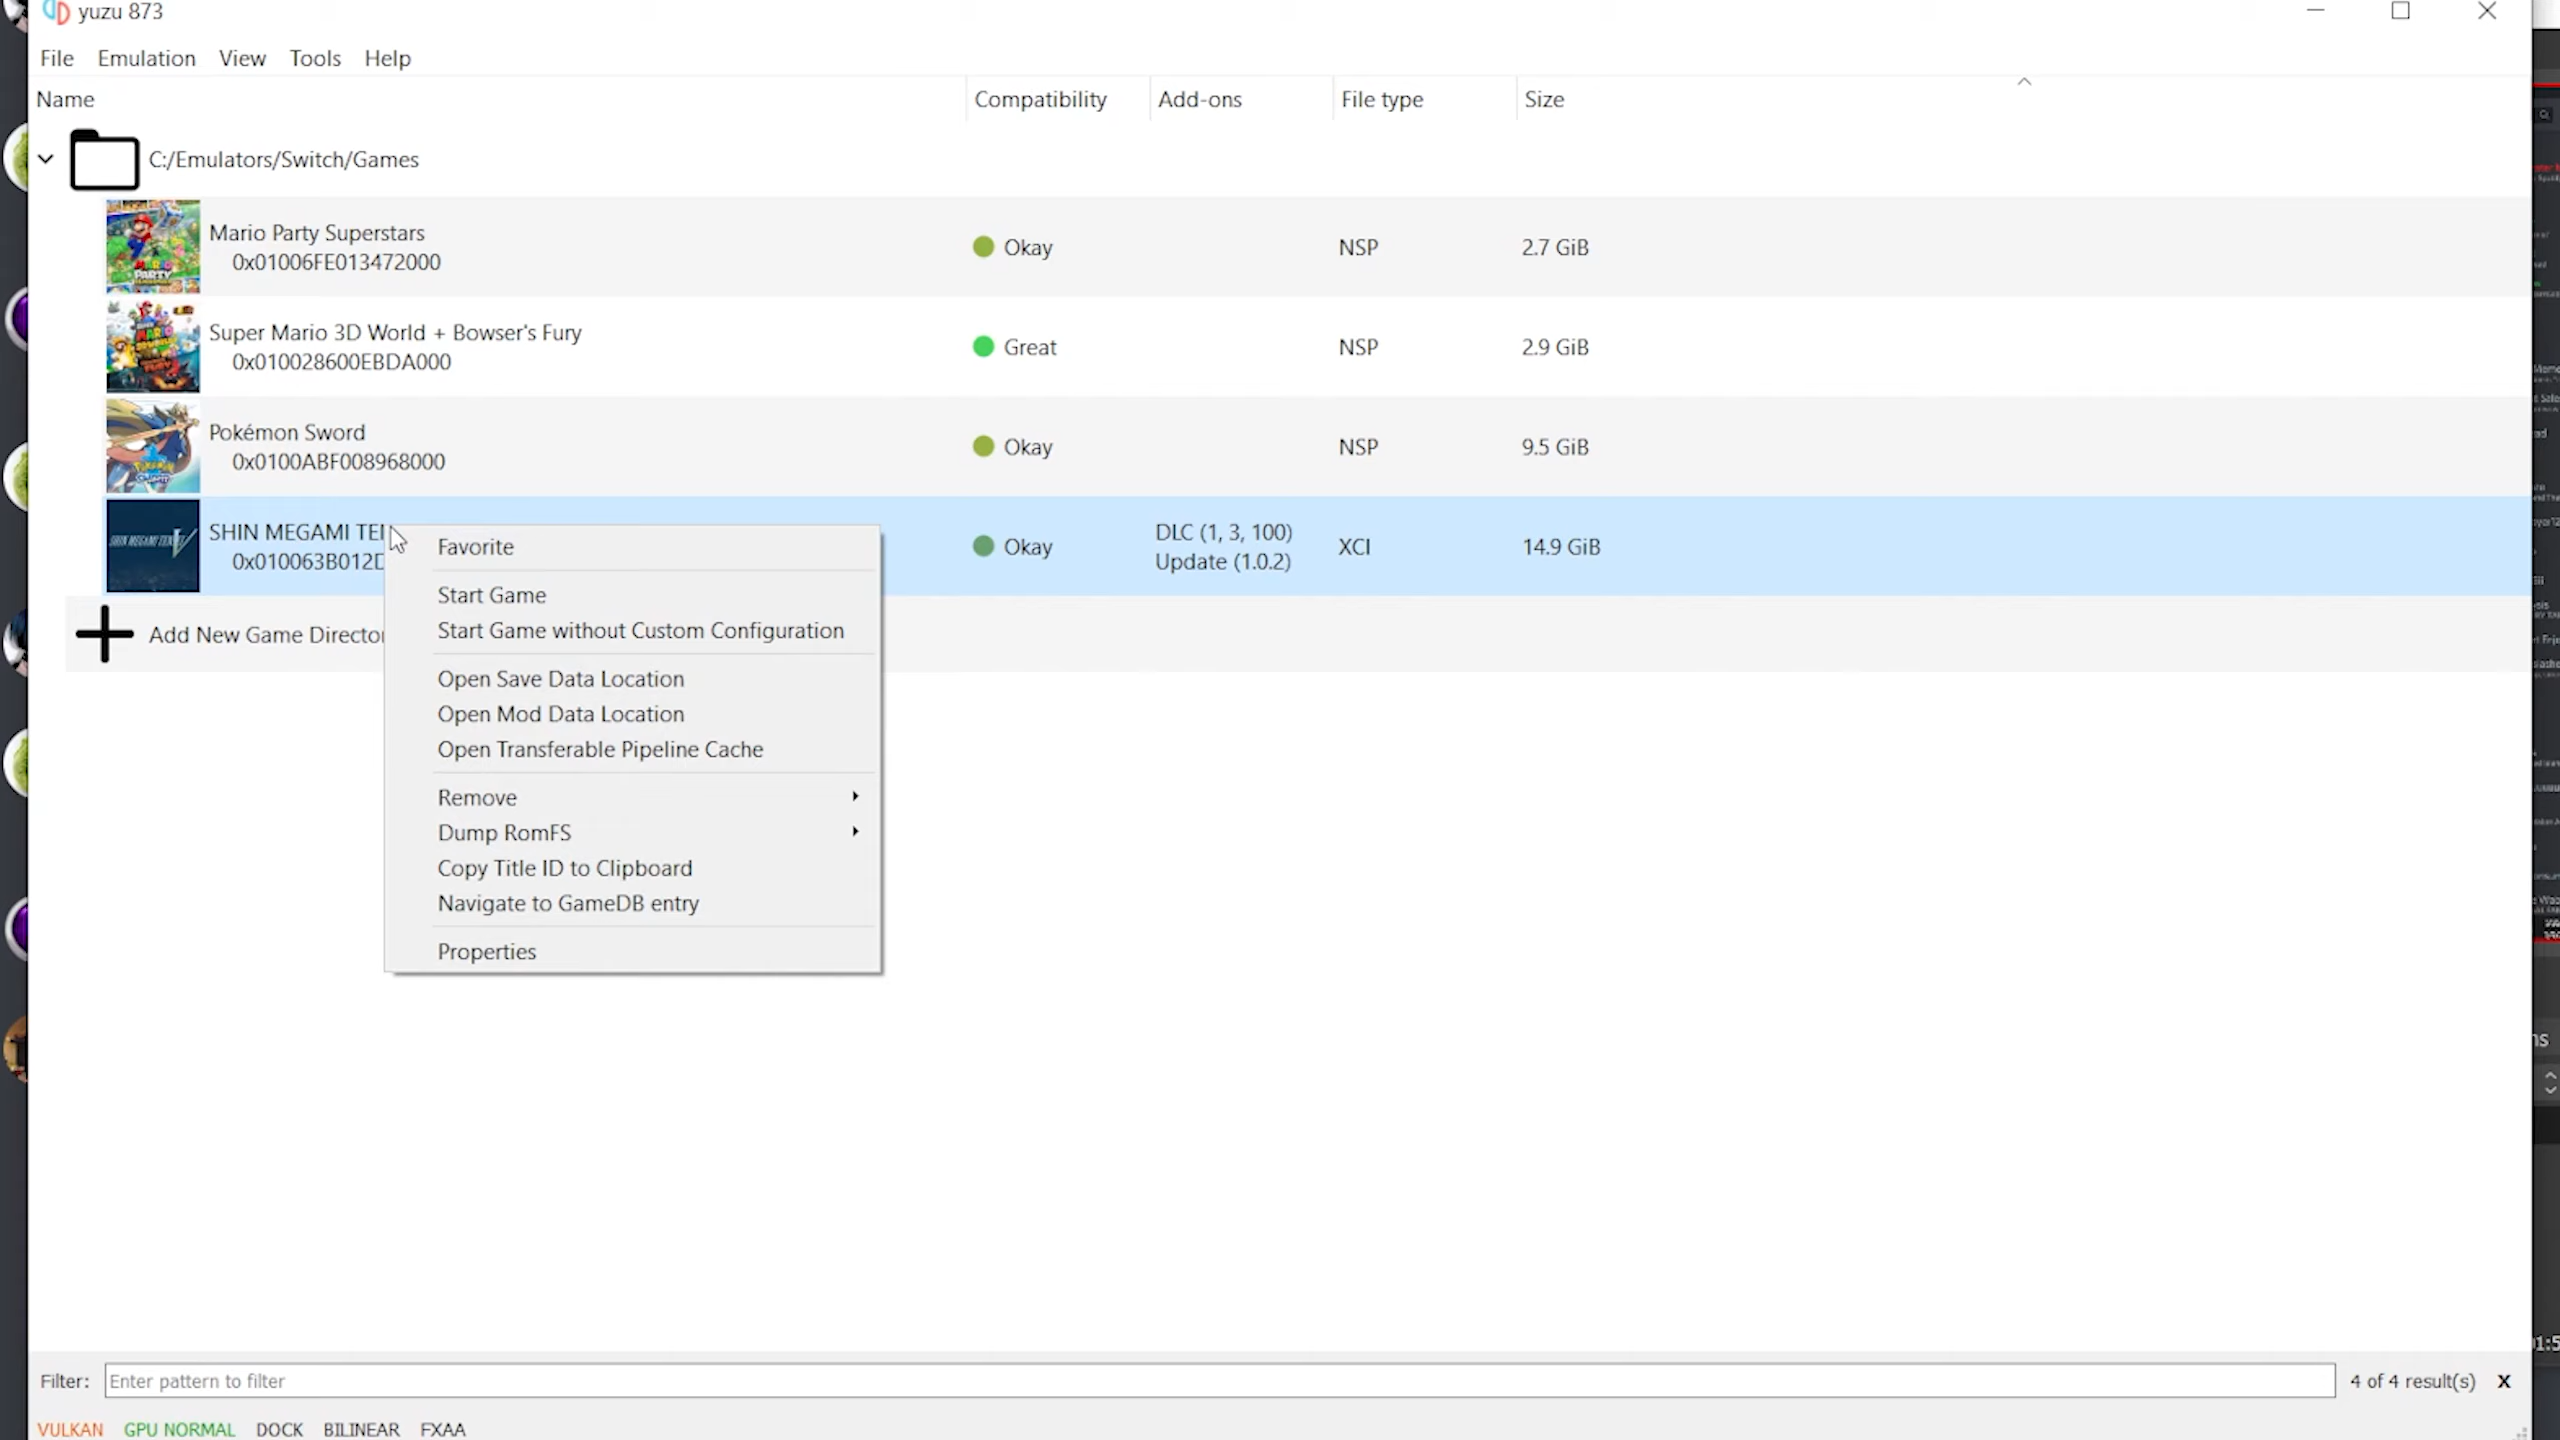 yuzu 873
File Emulation View Tools Help
Name Compatibility Add-ons File type Size
C:/Emulators/Switch/Games
Mario Party Superstars
0x01006FE013472000
Okay NSP 2.7 GiB
Super Mario 3D World + Bowser's Fury
0x010028600EBDA000
Great NSP 2.9 GiB
Pokémon Sword
0x0100ABF008968000
Okay NSP 9.5 GiB
SHIN MEGAMI TEN
0x010063B012D
Okay
DLC (1, 3, 100)
Update (1.0.2)
XCI 14.9 GiB
Add New Game Director
Favorite
Start Game
Start Game without Custom Configuration
Open Save Data Location
Open Mod Data Location
Open Transferable Pipeline Cache
Remove
Dump RomFS
Copy Title ID to Clipboard
Navigate to GameDB entry
Properties
Filter: Enter pattern to filter 4 of 4 result(s) X
VULKAN GPU NORMAL DOCK BILINEAR FXAA